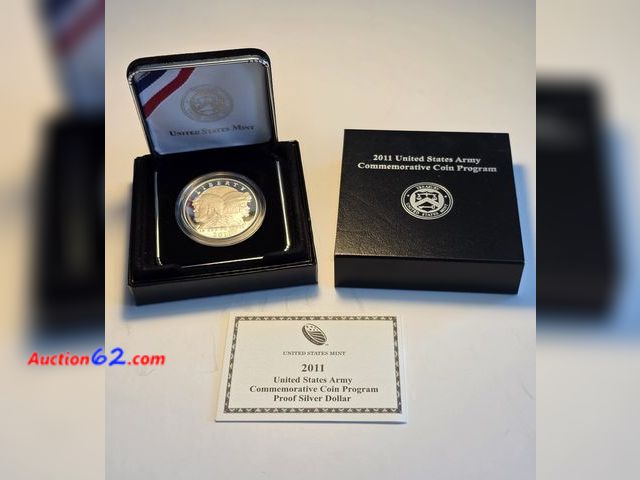 UNITED STATES MINT
LIBERTY
2011 United States Army
Commemorative Coin Program
UNITED STATES MINT
2011
United States Army
Commemorative Coin Program
Proof Silver Dollar
Auction62.com